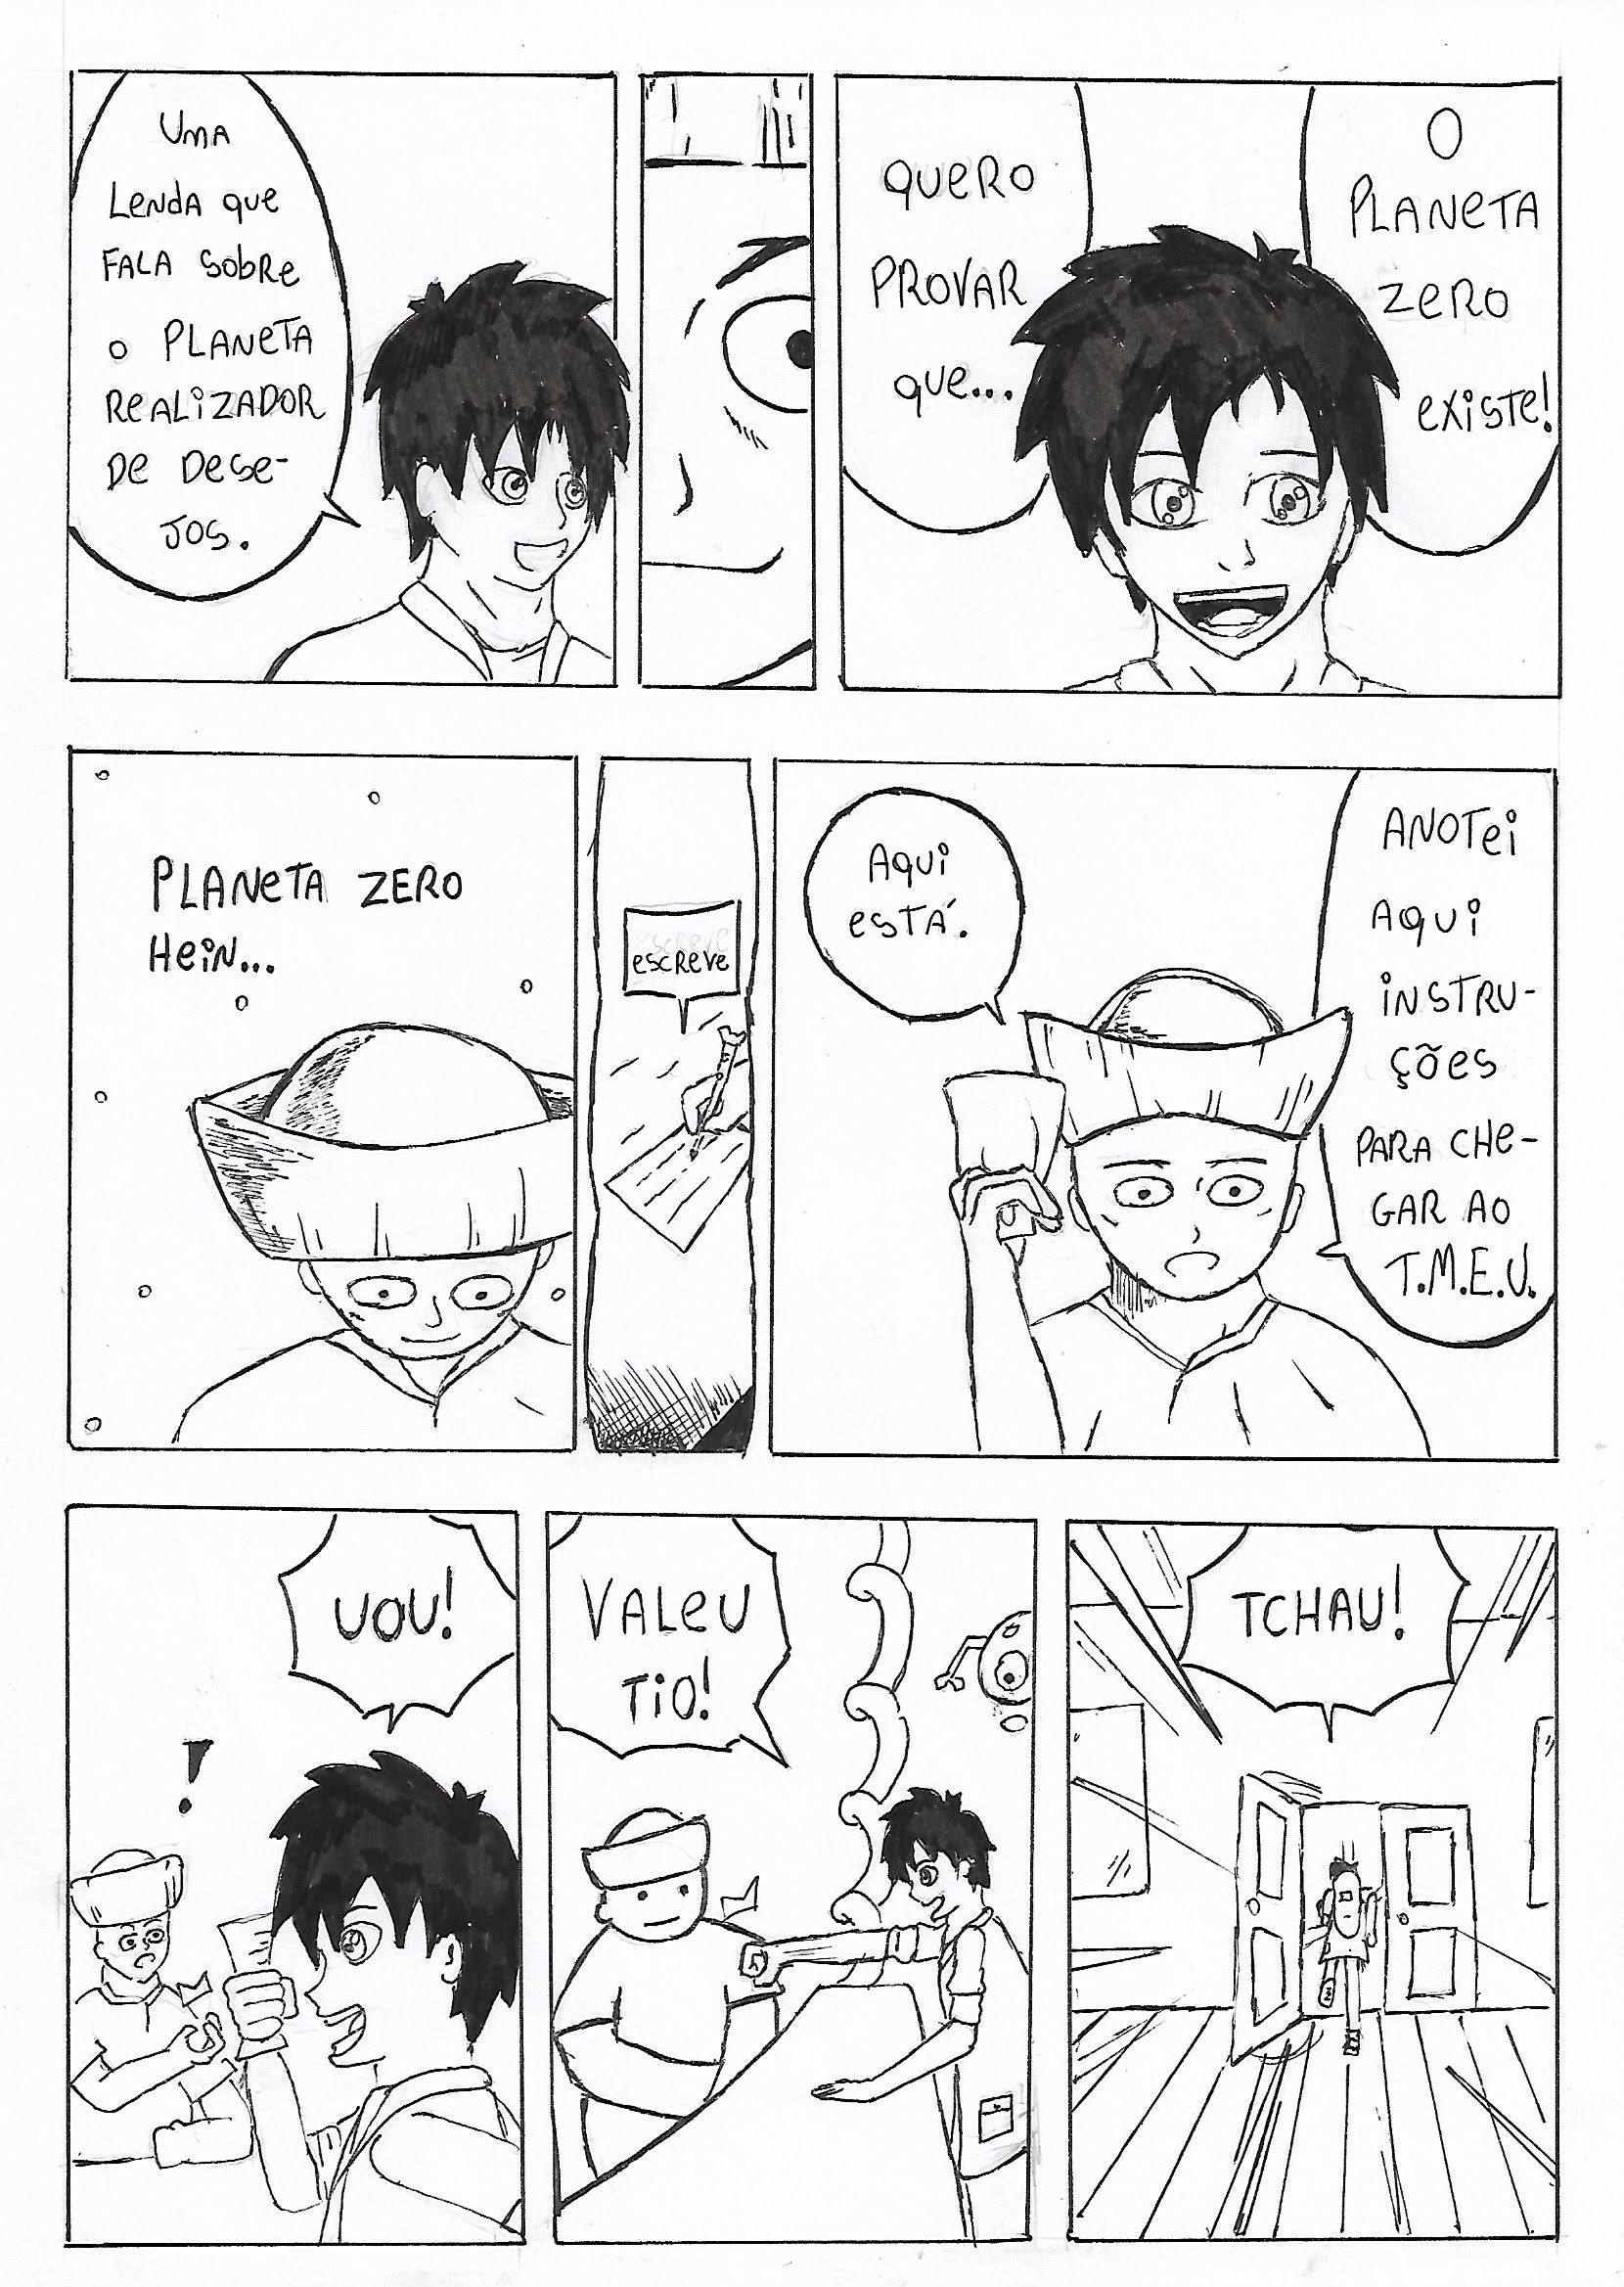 UMA
LENDA QUE
FALA SOBRE
O PLANETA
REALIZADOR
DE DESE-
JOS.
QUERO
PROVAR
QUE...
O
PLANETA
ZERO
EXISTE!
PLANETA ZERO
HEIN...
escreve
AQUI
ESTÁ.
ANOTEI
AQUI
INSTRU-
ÇÕES
PARA CHE-
GAR AO
T.M.E.U.
!
UOU!
VALEU
TIO!
TCHAU!